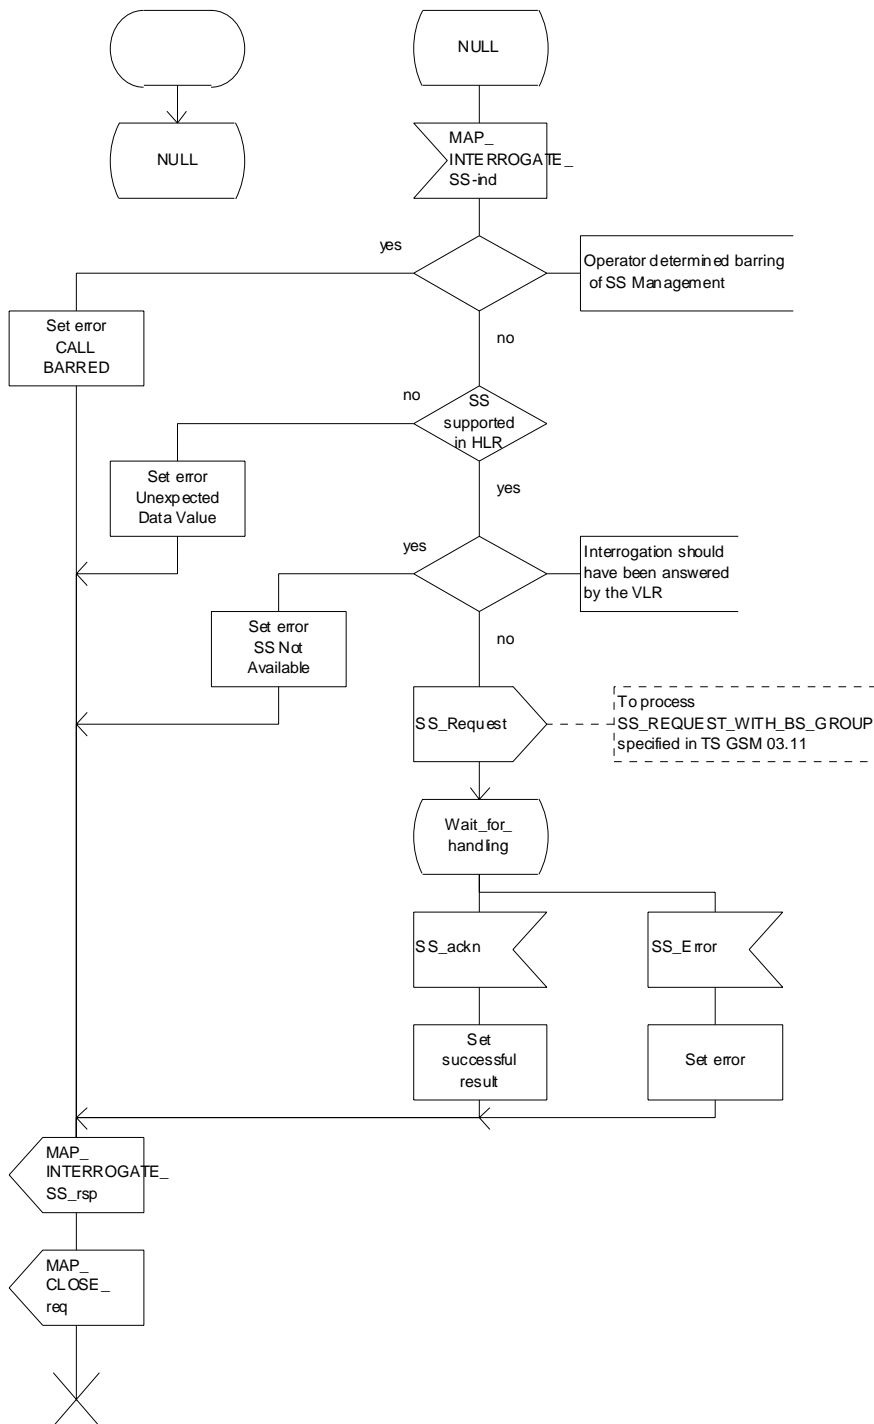 NULL
NULL
MAP_
INTERROGATE_
SS-ind
yes
Operator determined barring
of SS Management
Set error
CALL
BARRED
no
no
SS
supported
in HLR
Set error
Unexpected
Data Value
yes
yes
Interrogation should
have been answered
by the VLR
Set error
SS Not
Available
no
SS_Request
To process
SS_REQUEST_WITH_BS_GROUP
specified in TS GSM 03.11
Wait_for_
handling
SS_ackn
SS_Error
Set
successful
result
Set error
MAP_
INTERROGATE_
SS_rsp
MAP_
CLOSE_
req